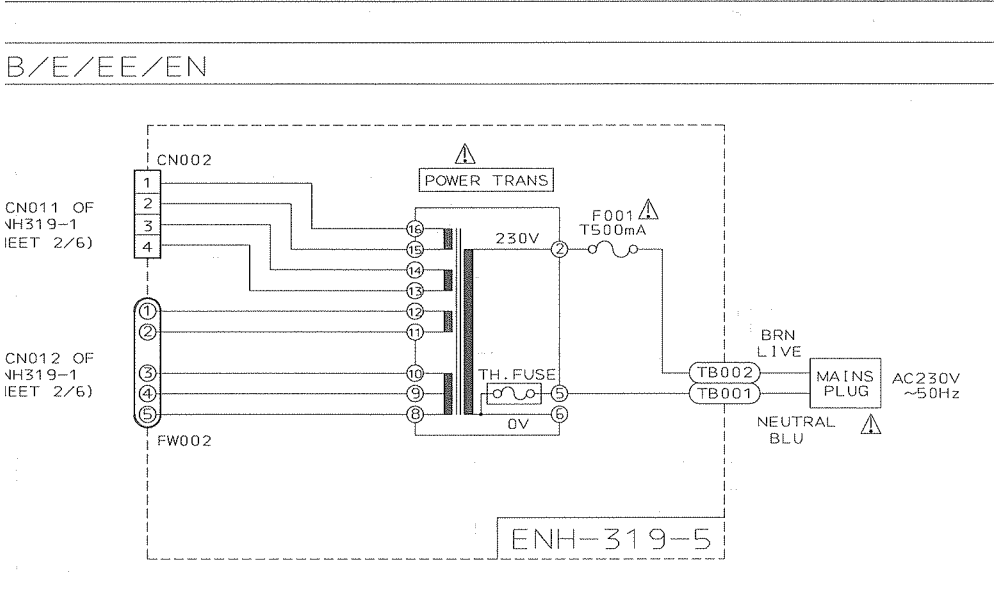 B/E/EE/EN
CN002
1
2
3
4
CN011 OF
NH319-1
(EET 2/6)
POWER TRANS
F001
T500mA
230V
2
16
15
14
13
12
11
10
9
8
1
2
3
4
5
CN012 OF
NH319-1
EET 2/6)
FW002
TH.FUSE
5
6
0V
BRN
LIVE
TB002
TB001
MAINS
PLUG
AC230V
~50Hz
NEUTRAL
BLU
ENH-319-5